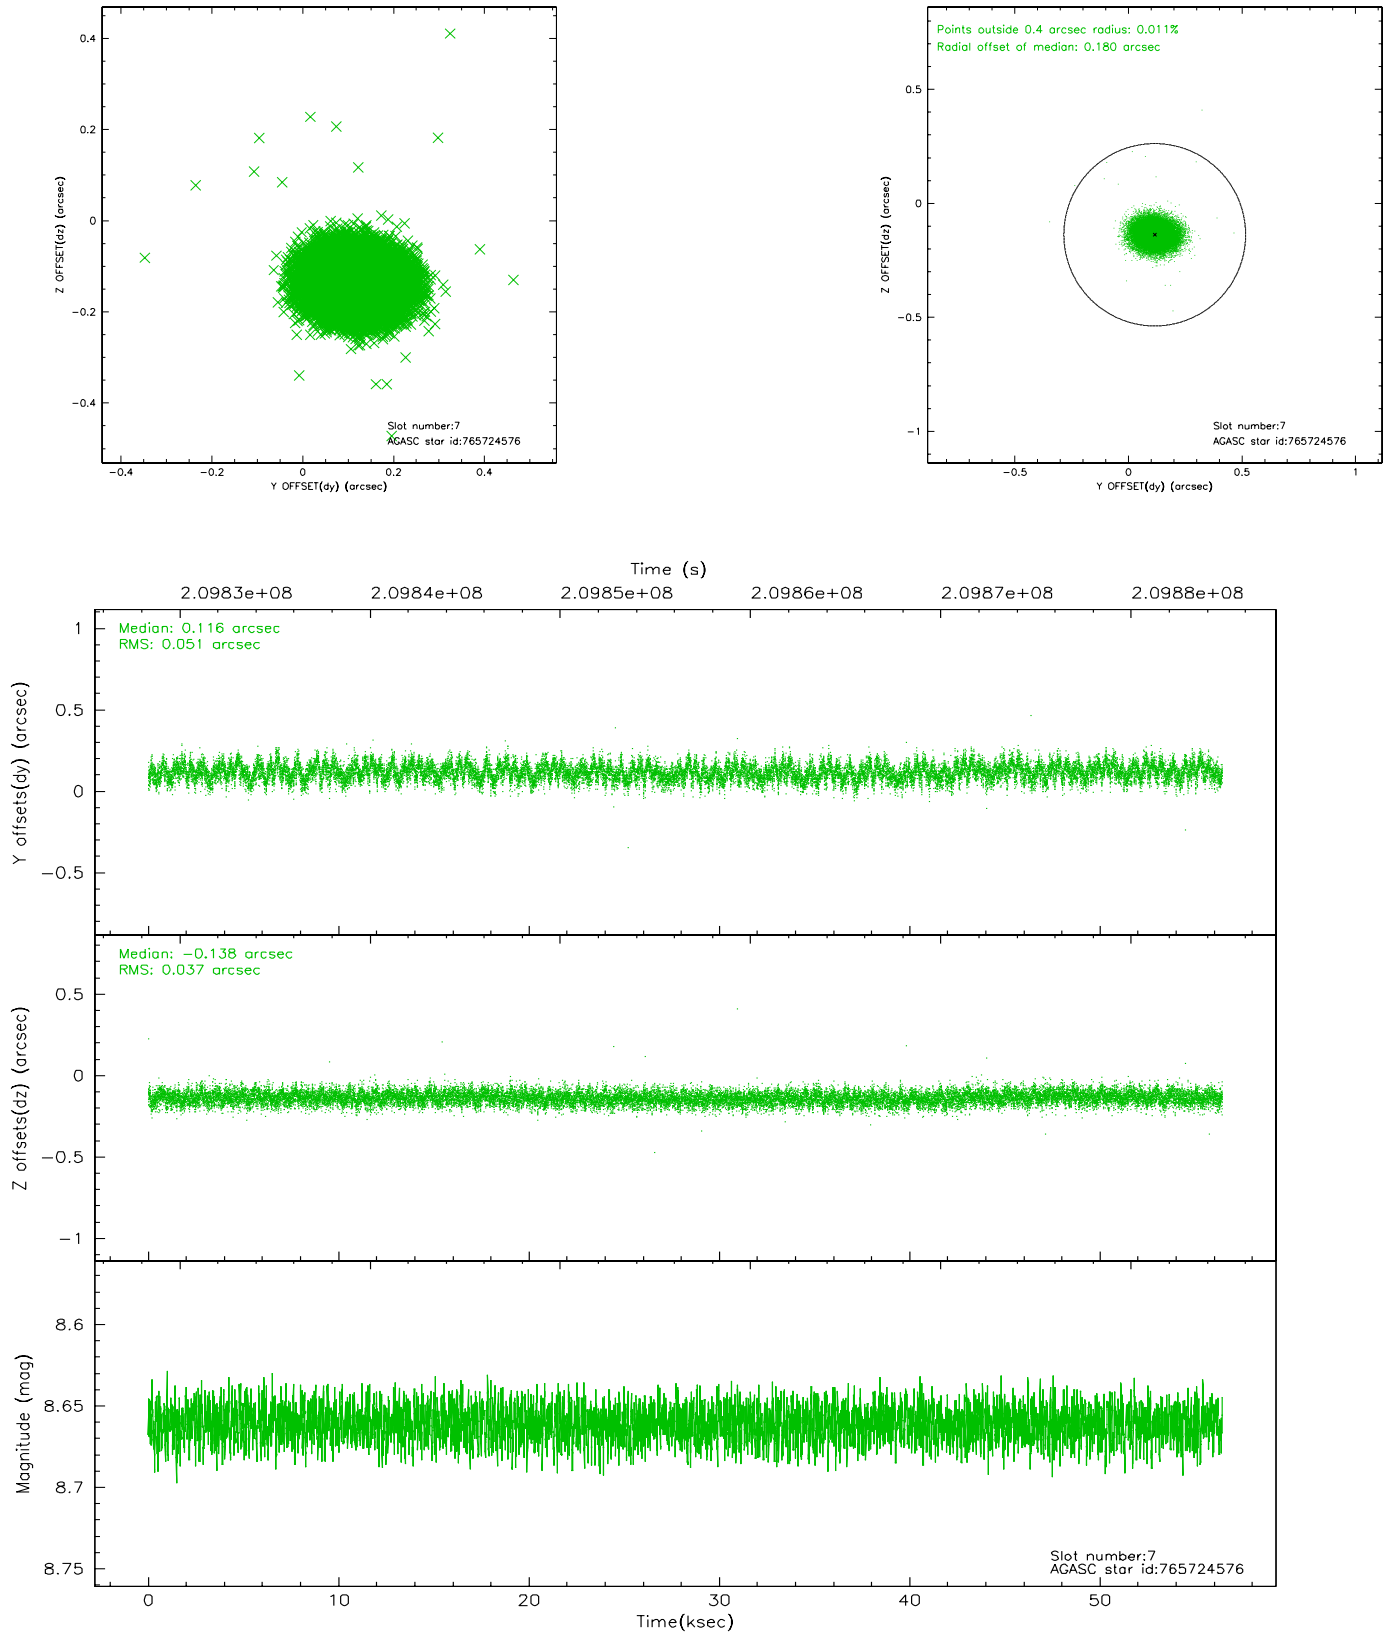 0.4
0.2
0
−0.2
−0.4
Z OFFSET(dz) (arcsec)
−0.4 −0.2 0 0.2 0.4
Y OFFSET(dy) (arcsec)
Slot number:7
AGASC star id:765724576
Points outside 0.4 arcsec radius: 0.011%
Radial offset of median: 0.180 arcsec
0.5
0
−0.5
−1
Z OFFSET(dz) (arcsec)
−0.5 0 0.5 1
Y OFFSET(dy) (arcsec)
Slot number:7
AGASC star id:765724576
Time (s)
2.0983e+08 2.0984e+08 2.0985e+08 2.0986e+08 2.0987e+08 2.0988e+08
Median: 0.116 arcsec
RMS: 0.051 arcsec
1
0.5
0
−0.5
Y offsets(dy) (arcsec)
Median: −0.138 arcsec
RMS: 0.037 arcsec
0.5
0
−0.5
−1
Z offsets(dz) (arcsec)
8.6
8.65
8.7
8.75
Magnitude (mag)
Slot number:7
AGASC star id:765724576
0 10 20 30 40 50
Time(ksec)